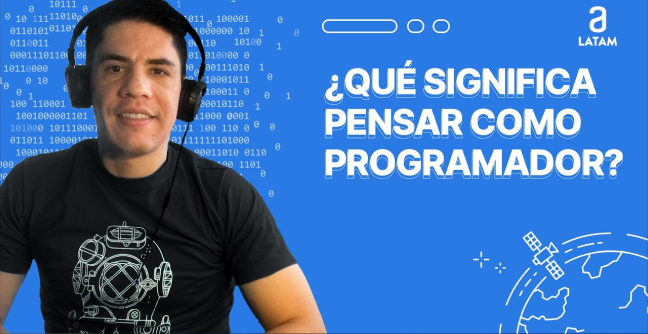 a
LATAM
¿QUÉ SIGNIFICA
PENSAR COMO
PROGRAMADOR?